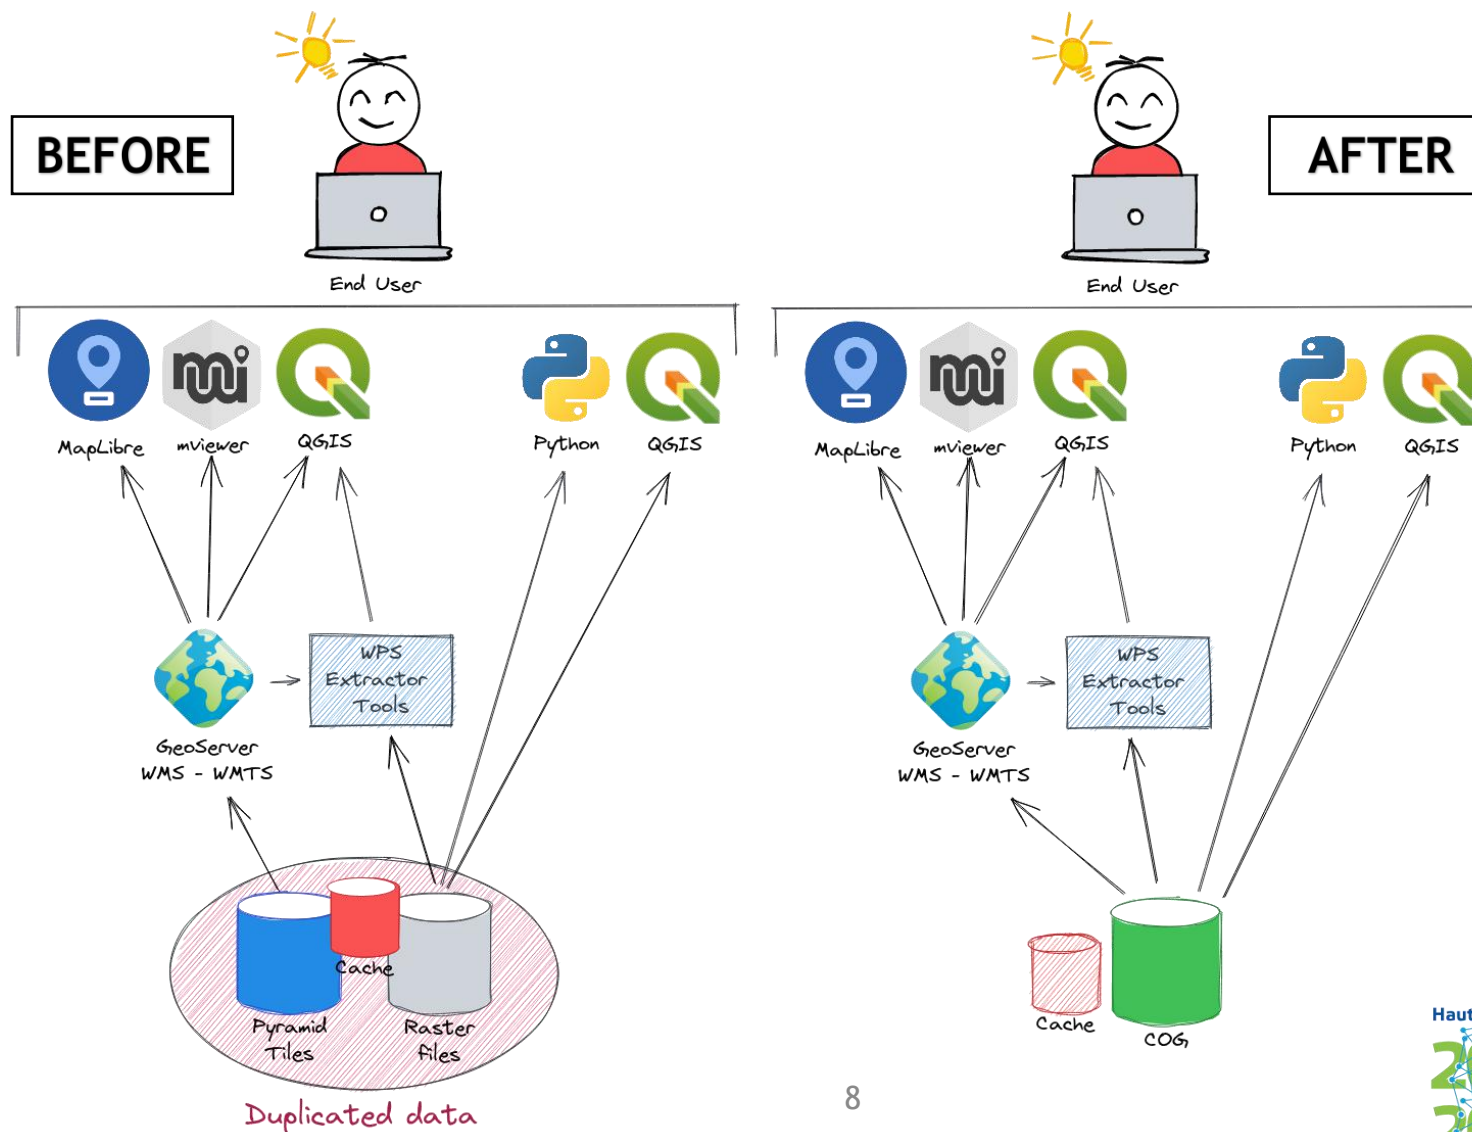 BEFORE
End User
MapLibre
mviewer
QGIS
Python
QGIS
WPS
Extractor
Tools
GeoServer
WMS - WMTS
Cache
Pyramid
Tiles
Raster
files
Duplicated data
AFTER
End User
MapLibre
mviewer
QGIS
Python
QGIS
WPS
Extractor
Tools
GeoServer
WMS - WMTS
Cache
COG
8
Haut